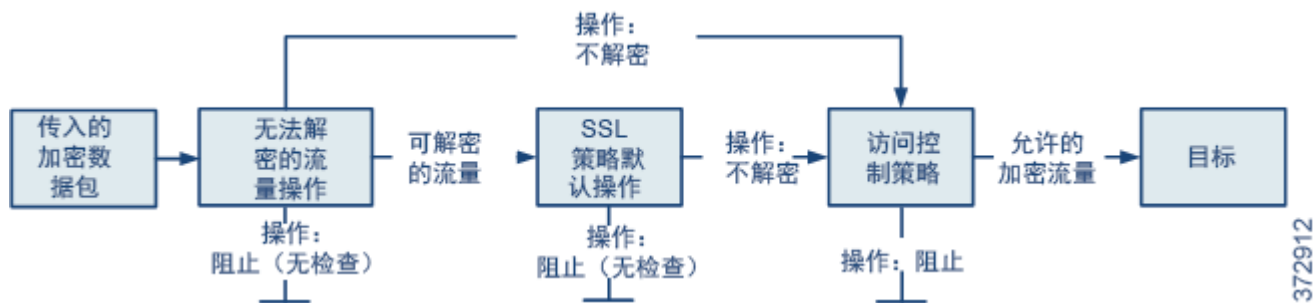 操作：
不解密
传入的
加密数
据包
无法解
密的流
量操作
可解密
的流量
SSL
策略默
认操作
操作：
不解密
访问控
制策略
允许的
加密流量
目标
操作：
阻止（无检查）
操作：
阻止（无检查）
操作：阻止
372912